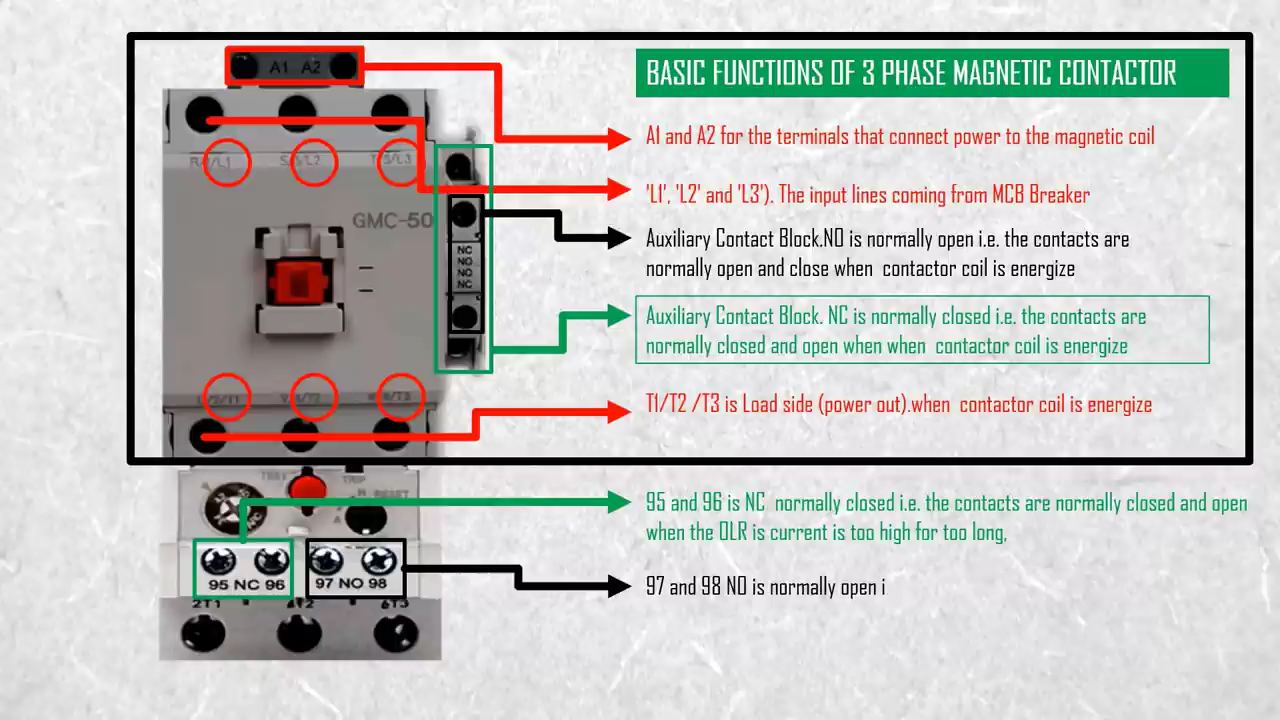 A1 A2
BASIC FUNCTIONS OF 3 PHASE MAGNETIC CONTACTOR
A1 and A2 for the terminals that connect power to the magnetic coil
'L1', 'L2' and 'L3'). The input lines coming from MCB Breaker
GMC-50
Auxiliary Contact Block.NO is normally open i.e. the contacts are
normally open and close when contactor coil is energize
NC
NO
NO
NC
Auxiliary Contact Block. NC is normally closed i.e. the contacts are
normally closed and open when when contactor coil is energize
T1/T2 /T3 is Load side (power out).when contactor coil is energize
RESET
95 and 96 is NC normally closed i.e. the contacts are normally closed and open
when the OLR is current is too high for too long,
95 NC 96
97 NO 98
97 and 98 NO is normally open i
2T1
6T3